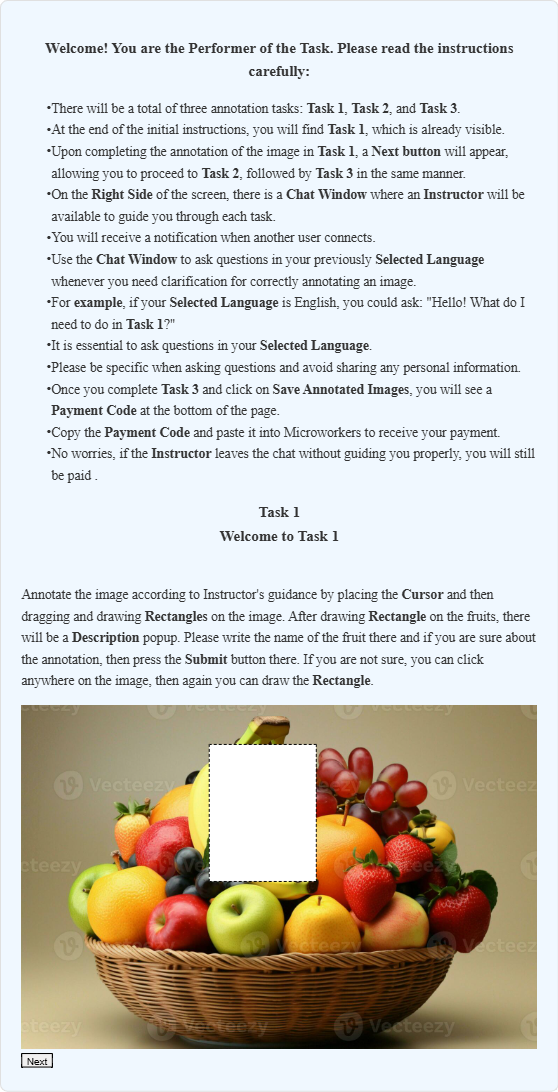 Welcome! You are the Performer of the Task. Please read the instructions
carefully:
•There will be a total of three annotation tasks: Task 1, Task 2, and Task 3.
•At the end of the initial instructions, you will find Task 1, which is already visible.
•Upon completing the annotation of the image in Task 1, a Next button will appear,
allowing you to proceed to Task 2, followed by Task 3 in the same manner.
•On the Right Side of the screen, there is a Chat Window where an Instructor will be
available to guide you through each task.
•You will receive a notification when another user connects.
•Use the Chat Window to ask questions in your previously Selected Language
whenever you need clarification for correctly annotating an image.
•For example, if your Selected Language is English, you could ask: "Hello! What do I
need to do in Task 1?"
•It is essential to ask questions in your Selected Language.
•Please be specific when asking questions and avoid sharing any personal information.
•Once you complete Task 3 and click on Save Annotated Images, you will see a
Payment Code at the bottom of the page.
•Copy the Payment Code and paste it into Microworkers to receive your payment.
•No worries, if the Instructor leaves the chat without guiding you properly, you will still
be paid .
Task 1
Welcome to Task 1
Annotate the image according to Instructor's guidance by placing the Cursor and then
dragging and drawing Rectangles on the image. After drawing Rectangle on the fruits, there
will be a Description popup. Please write the name of the fruit there and if you are sure about
the annotation, then press the Submit button there. If you are not sure, you can click
anywhere on the image, then again you can draw the Rectangle.
Vecteezy
Vecteezy
Vecteezy
Next